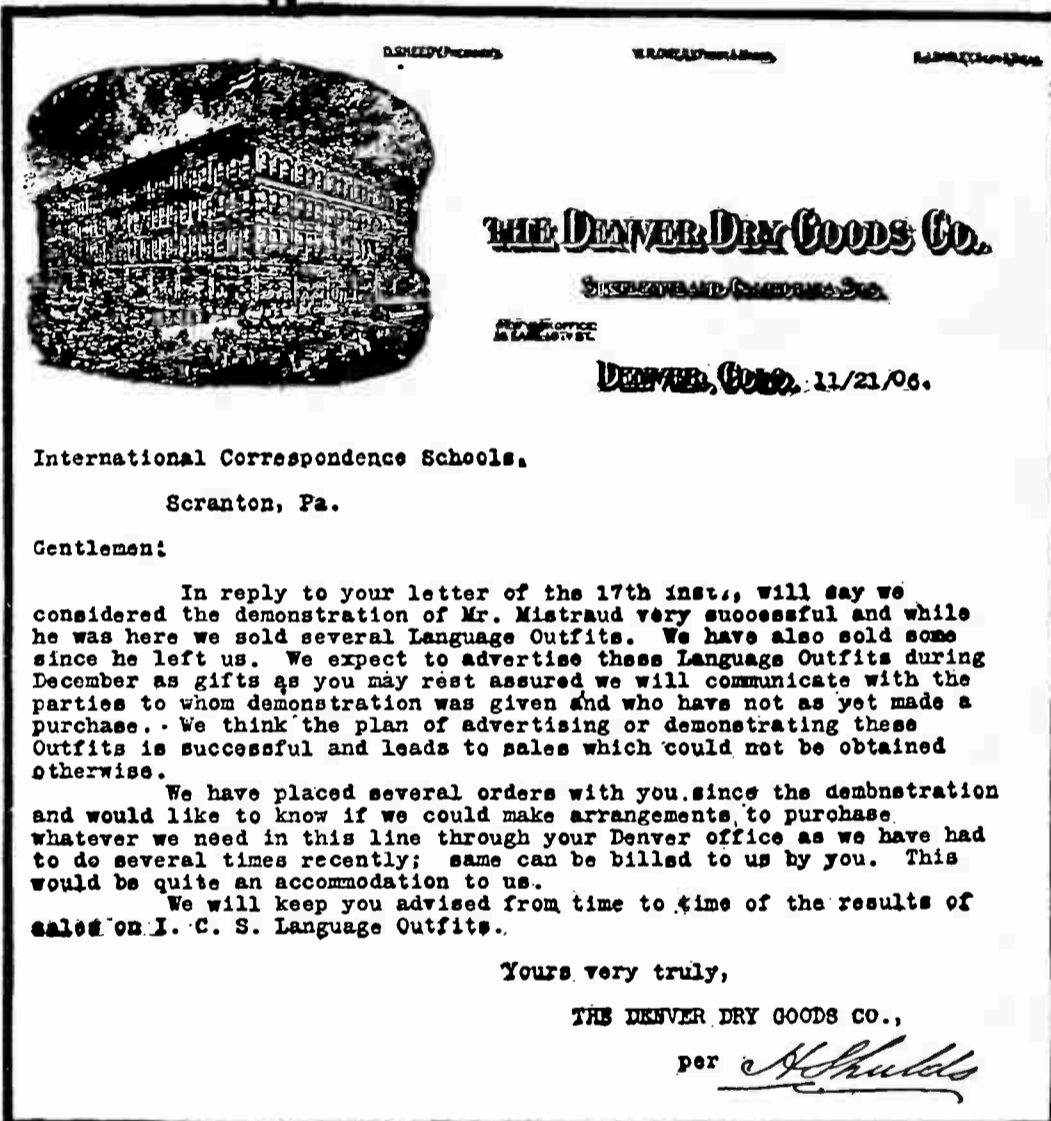 D. SHEEDY, President.
THE DENVER DRY GOODS CO.,
SIXTEENTH AND CALIFORNIA STS.
OFFICE
ST.
DENVER, COLO. 11/21/06.
International Correspondence Schools.
Scranton, Pa.
Gentlemen:
In reply to your letter of the 17th inst., will say we
considered the demonstration of Mr. Mistraud very successful and while
he was here we sold several Language Outfits. We have also sold some
since he left us. We expect to advertise these Language Outfits during
December as gifts as you may rest assured we will communicate with the
parties to whom demonstration was given and who have not as yet made a
purchase. We think the plan of advertising or demonstrating these
Outfits is successful and leads to sales which could not be obtained
otherwise.
We have placed several orders with you since the dembnstration
and would like to know if we could make arrangements to purchase
whatever we need in this line through your Denver office as we have had
to do several times recently; same can be billed to us by you. This
would be quite an accommodation to us.
We will keep you advised from time to time of the results of
sales on I. C. S. Language Outfits.
Yours very truly,
THE DENVER DRY GOODS CO.,
per H Shulds